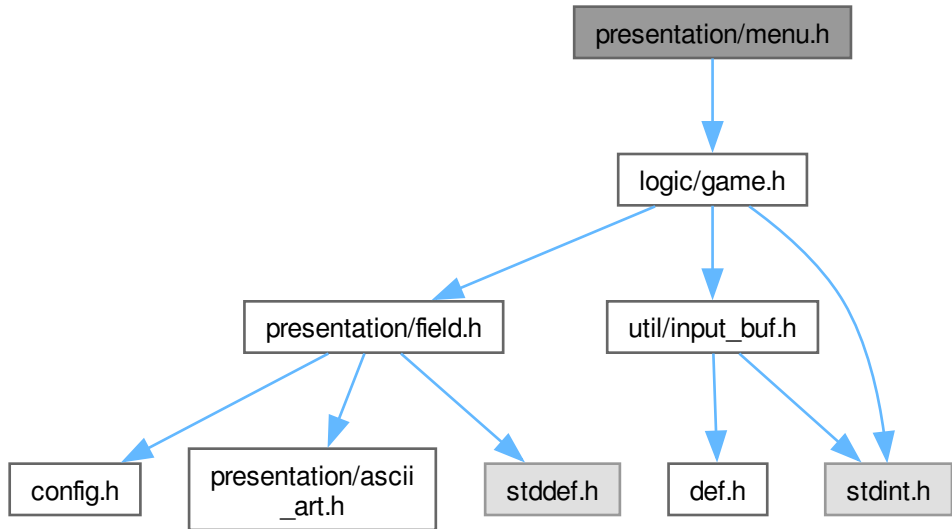 presentation/menu.h
logic/game.h
presentation/field.h
util/input_buf.h
config.h
presentation/ascii
_art.h
stddef.h
def.h
stdint.h